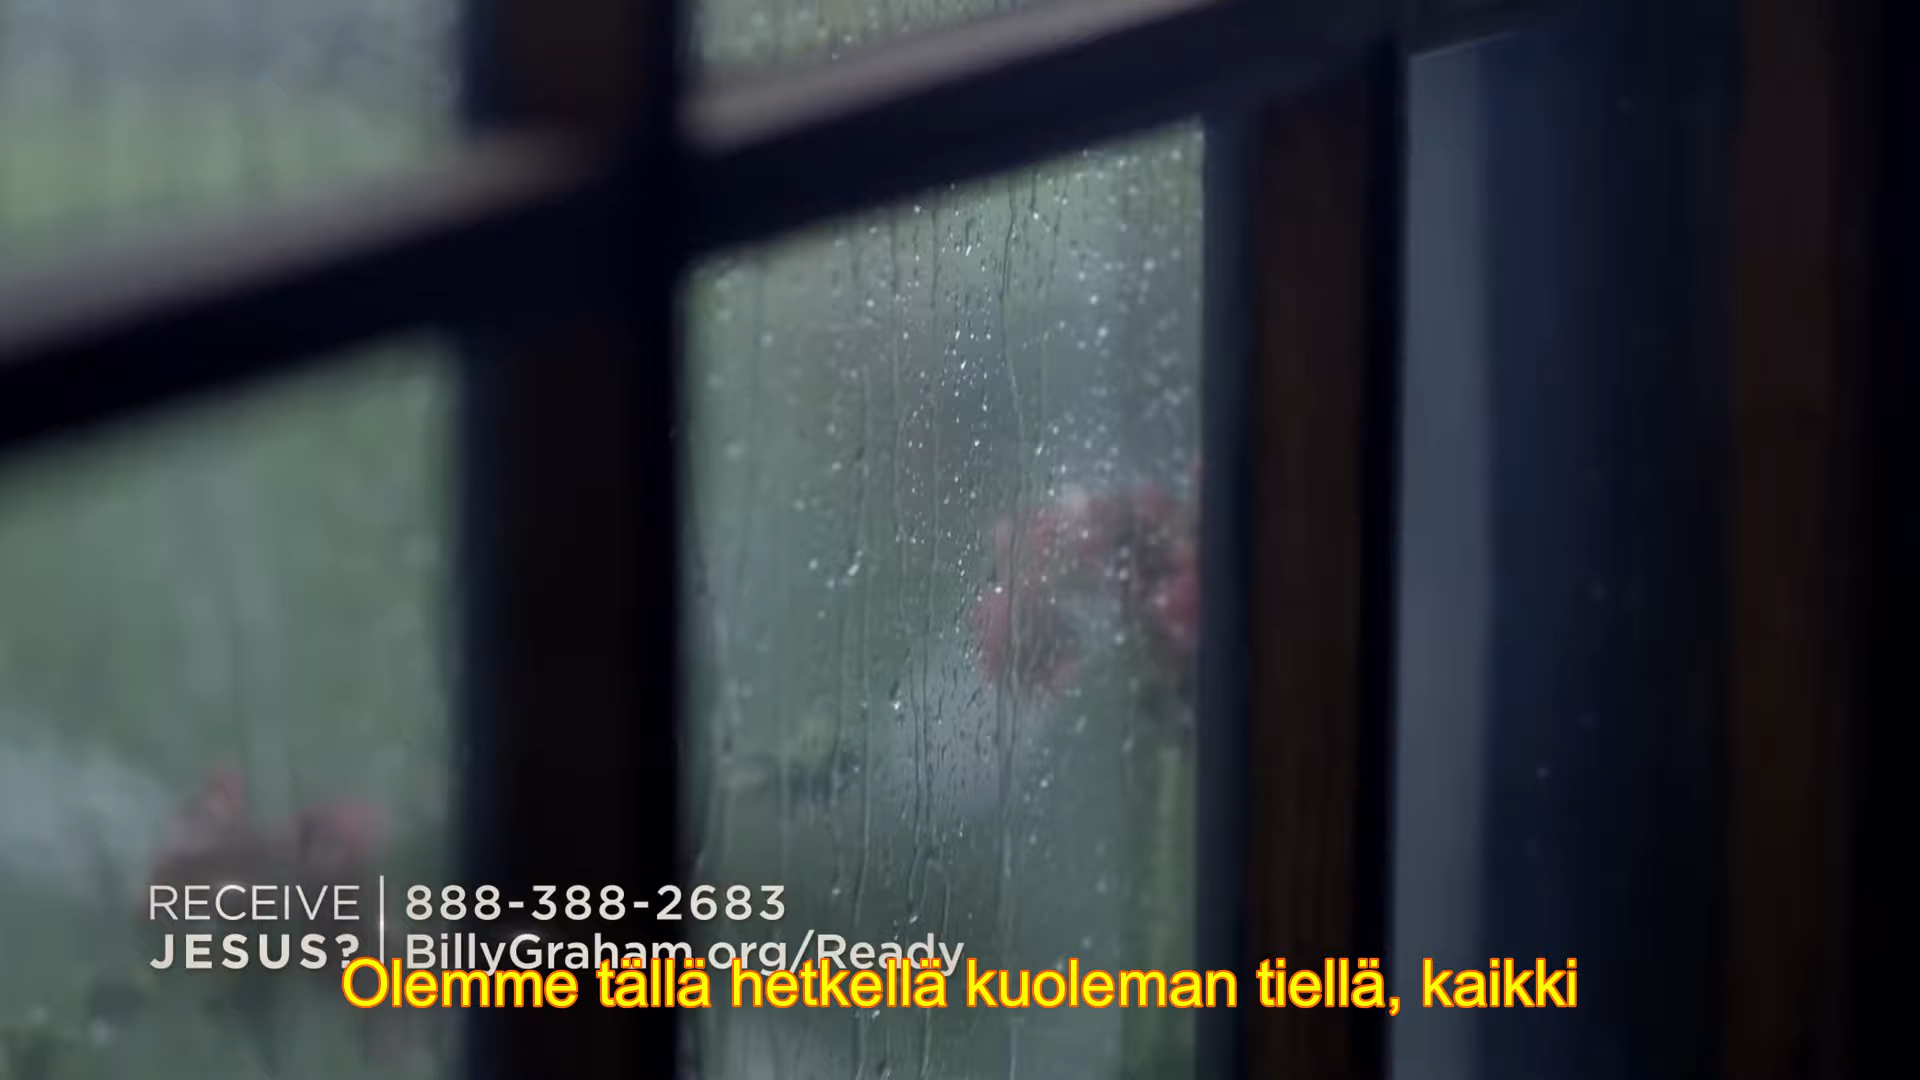 RECEIVE
JESUS?
888-388-2683
BillyGraham.org/Ready
Olemme tällä hetkellä kuoleman tiellä, kaikki